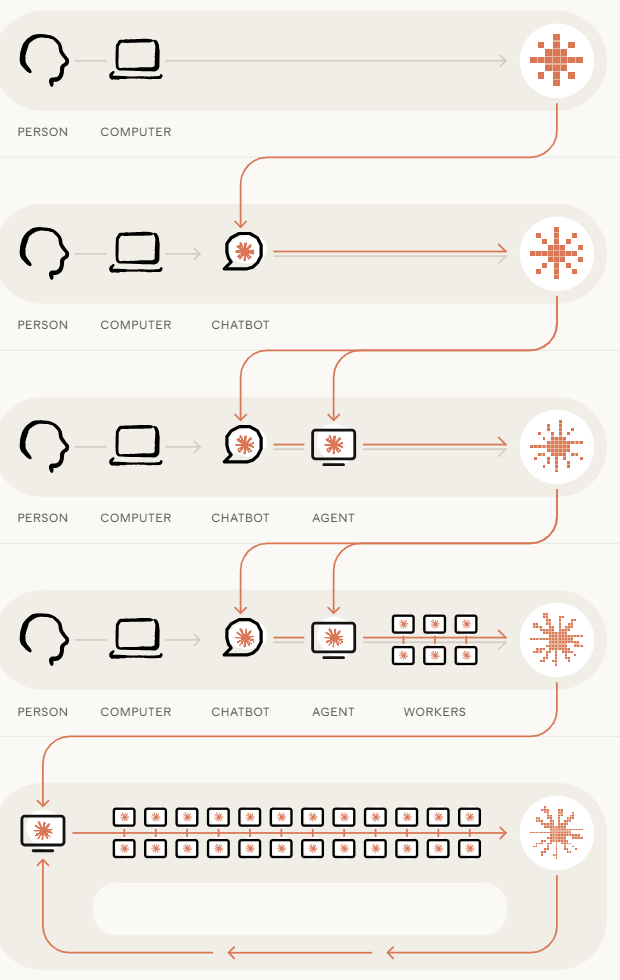 PERSON COMPUTER
PERSON COMPUTER CHATBOT
PERSON COMPUTER CHATBOT AGENT
PERSON COMPUTER CHATBOT AGENT WORKERS